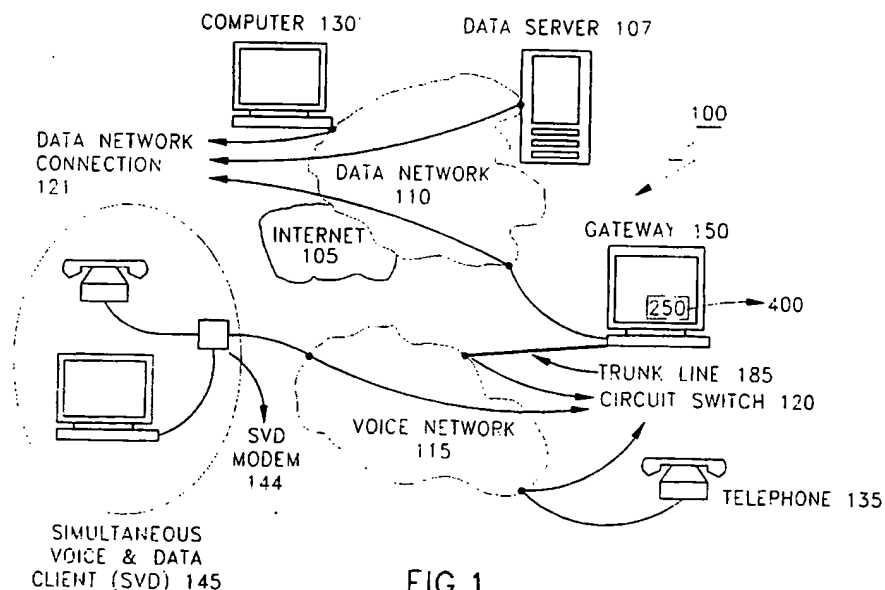 COMPUTER 130
DATA SERVER 107
100
DATA NETWORK
CONNECTION
121
DATA NETWORK
110
INTERNET
105
GATEWAY 150
250
400
TRUNK LINE 185
CIRCUIT SWITCH 120
VOICE NETWORK
115
SVD
MODEM
144
TELEPHONE 135
SIMULTANEOUS
VOICE & DATA
CLIENT (SVD) 145
FIG 1